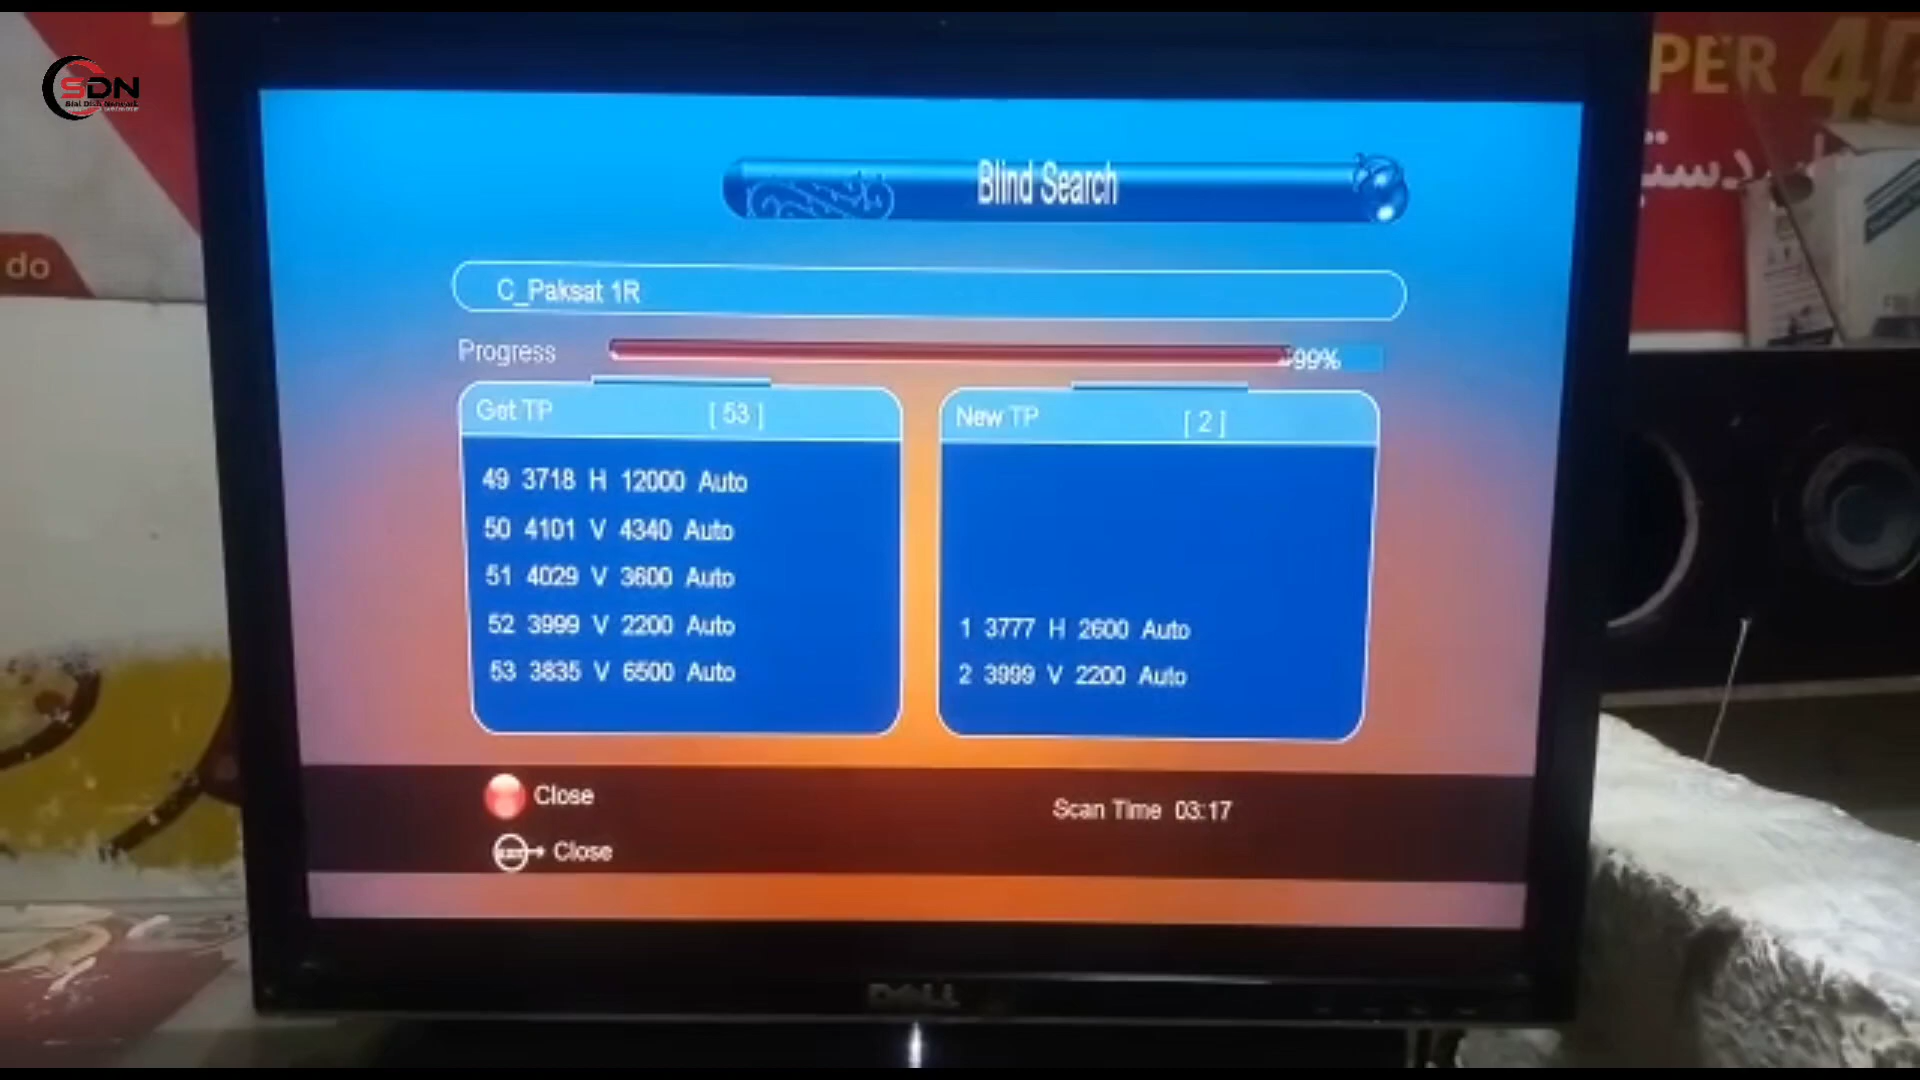 SDN
PER 4G
do
Blind Search
C_Paksat 1R
Progress
99%
Get TP [ 53 ]
49 3718 H 12000 Auto
50 4101 V 4340 Auto
51 4029 V 3600 Auto
52 3999 V 2200 Auto
53 3835 V 6500 Auto
New TP [ 2 ]
1 3777 H 2600 Auto
2 3999 V 2200 Auto
Close
Scan Time 03:17
EXIT Close
DELL